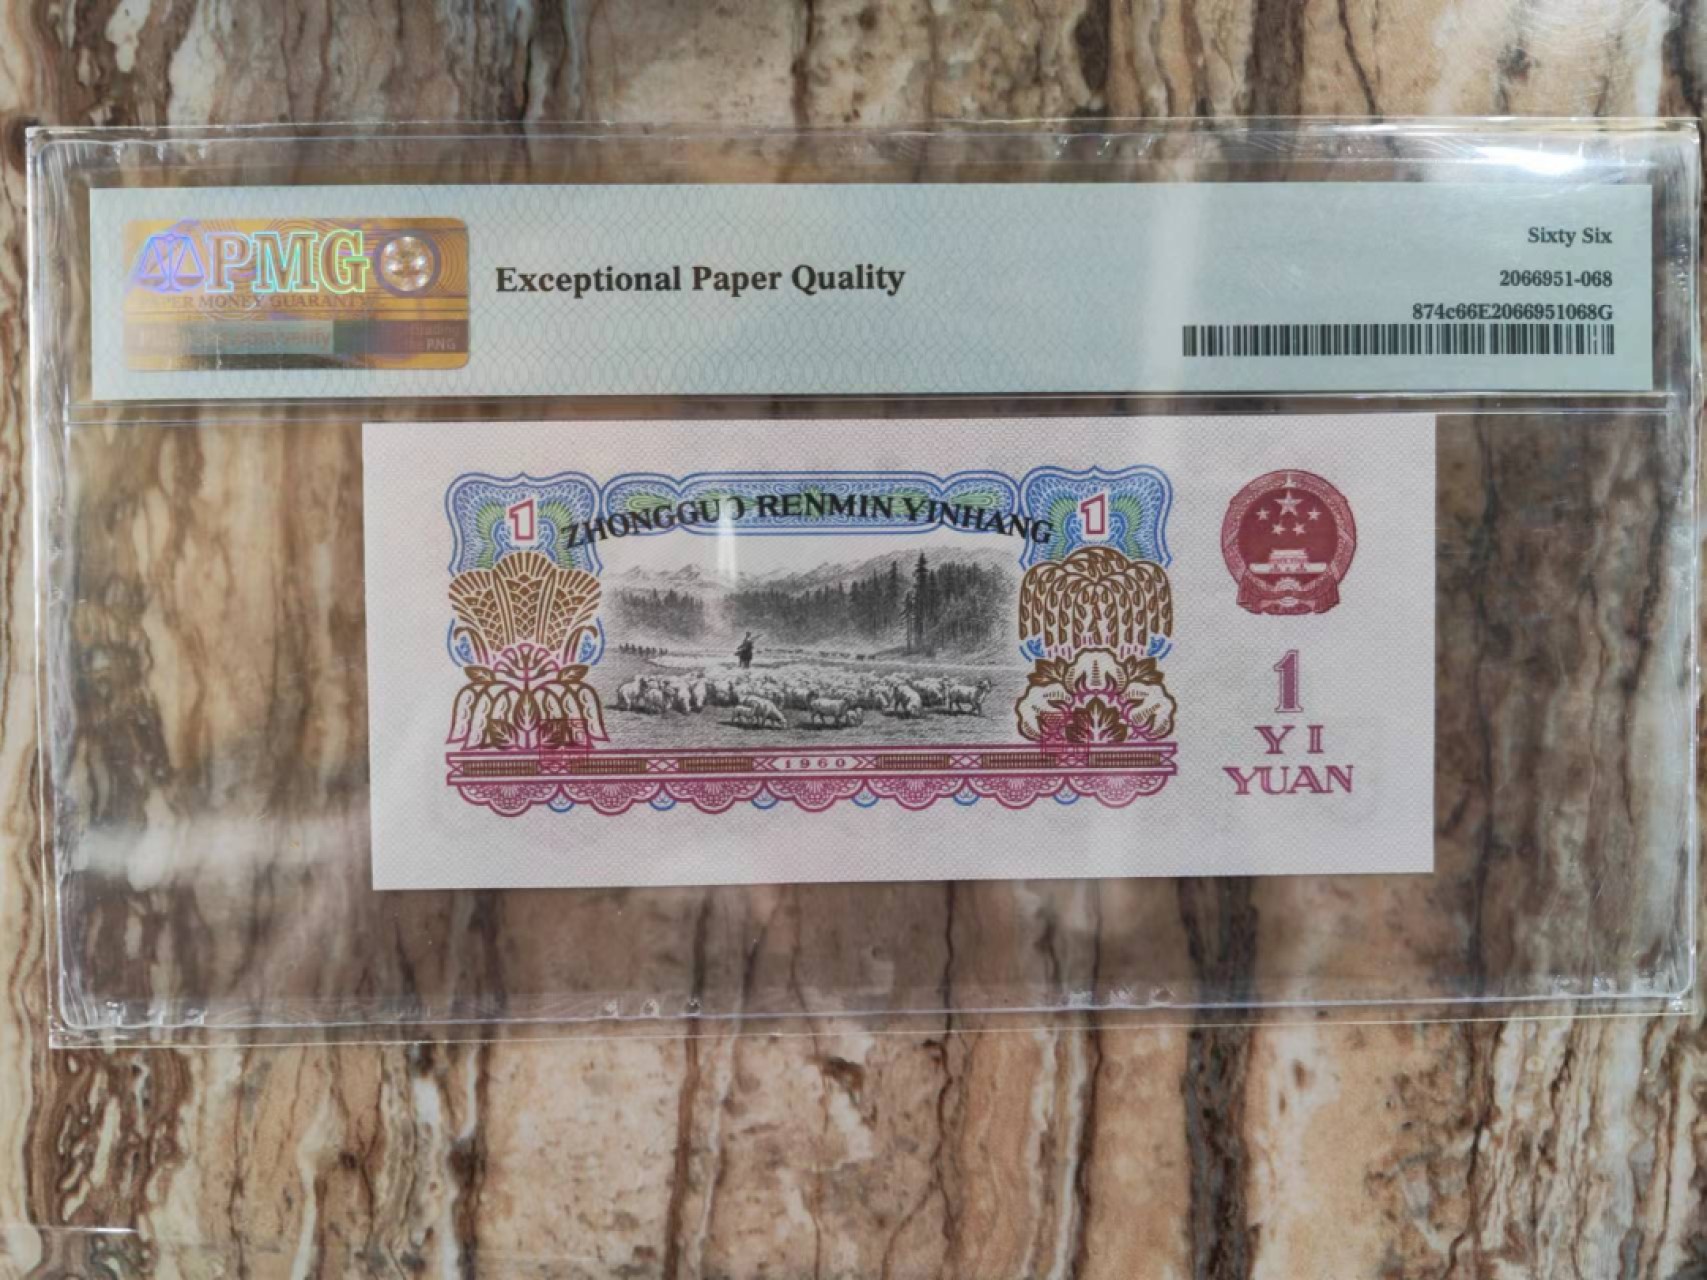 PMG
PAPER MONEY GUARANTY
Exceptional Paper Quality
Sixty Six
2066951-068
874c66E2066951068G
PNG
1
ZHONGGUO RENMIN YINHANG
1
1960
1
YI
YUAN